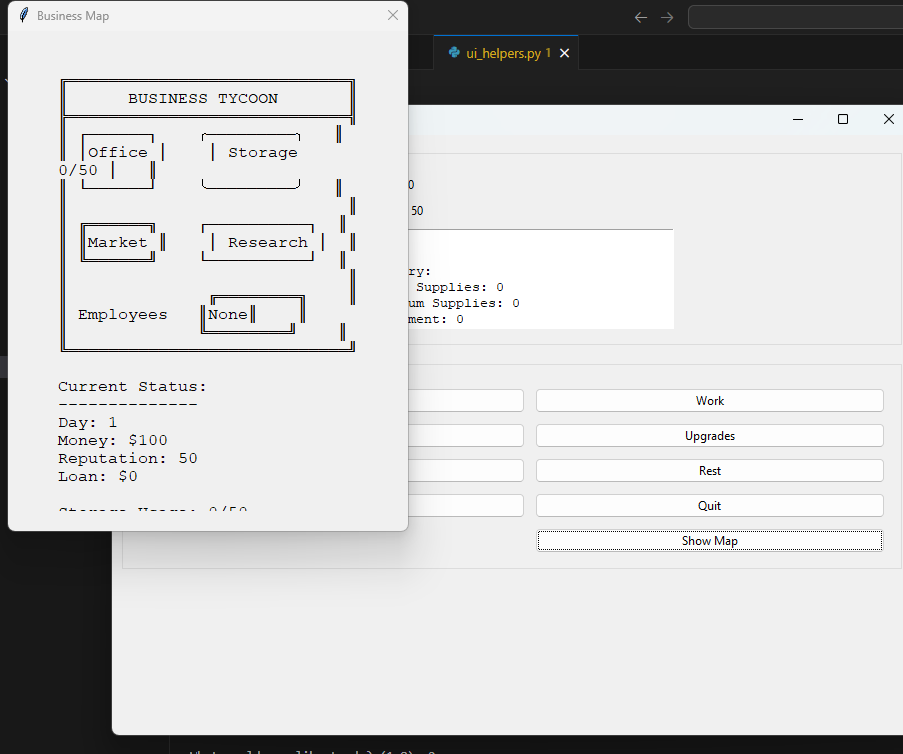 Business Map
ui_helpers.py 1
BUSINESS TYCOON
Office
Storage
0/50
Market
Research
Employees
None
Current Status:
--------------
Day: 1
Money: $100
Reputation: 50
Loan: $0
0
50
ry:
Supplies: 0
um Supplies: 0
ment: 0
Work
Upgrades
Rest
Quit
Show Map